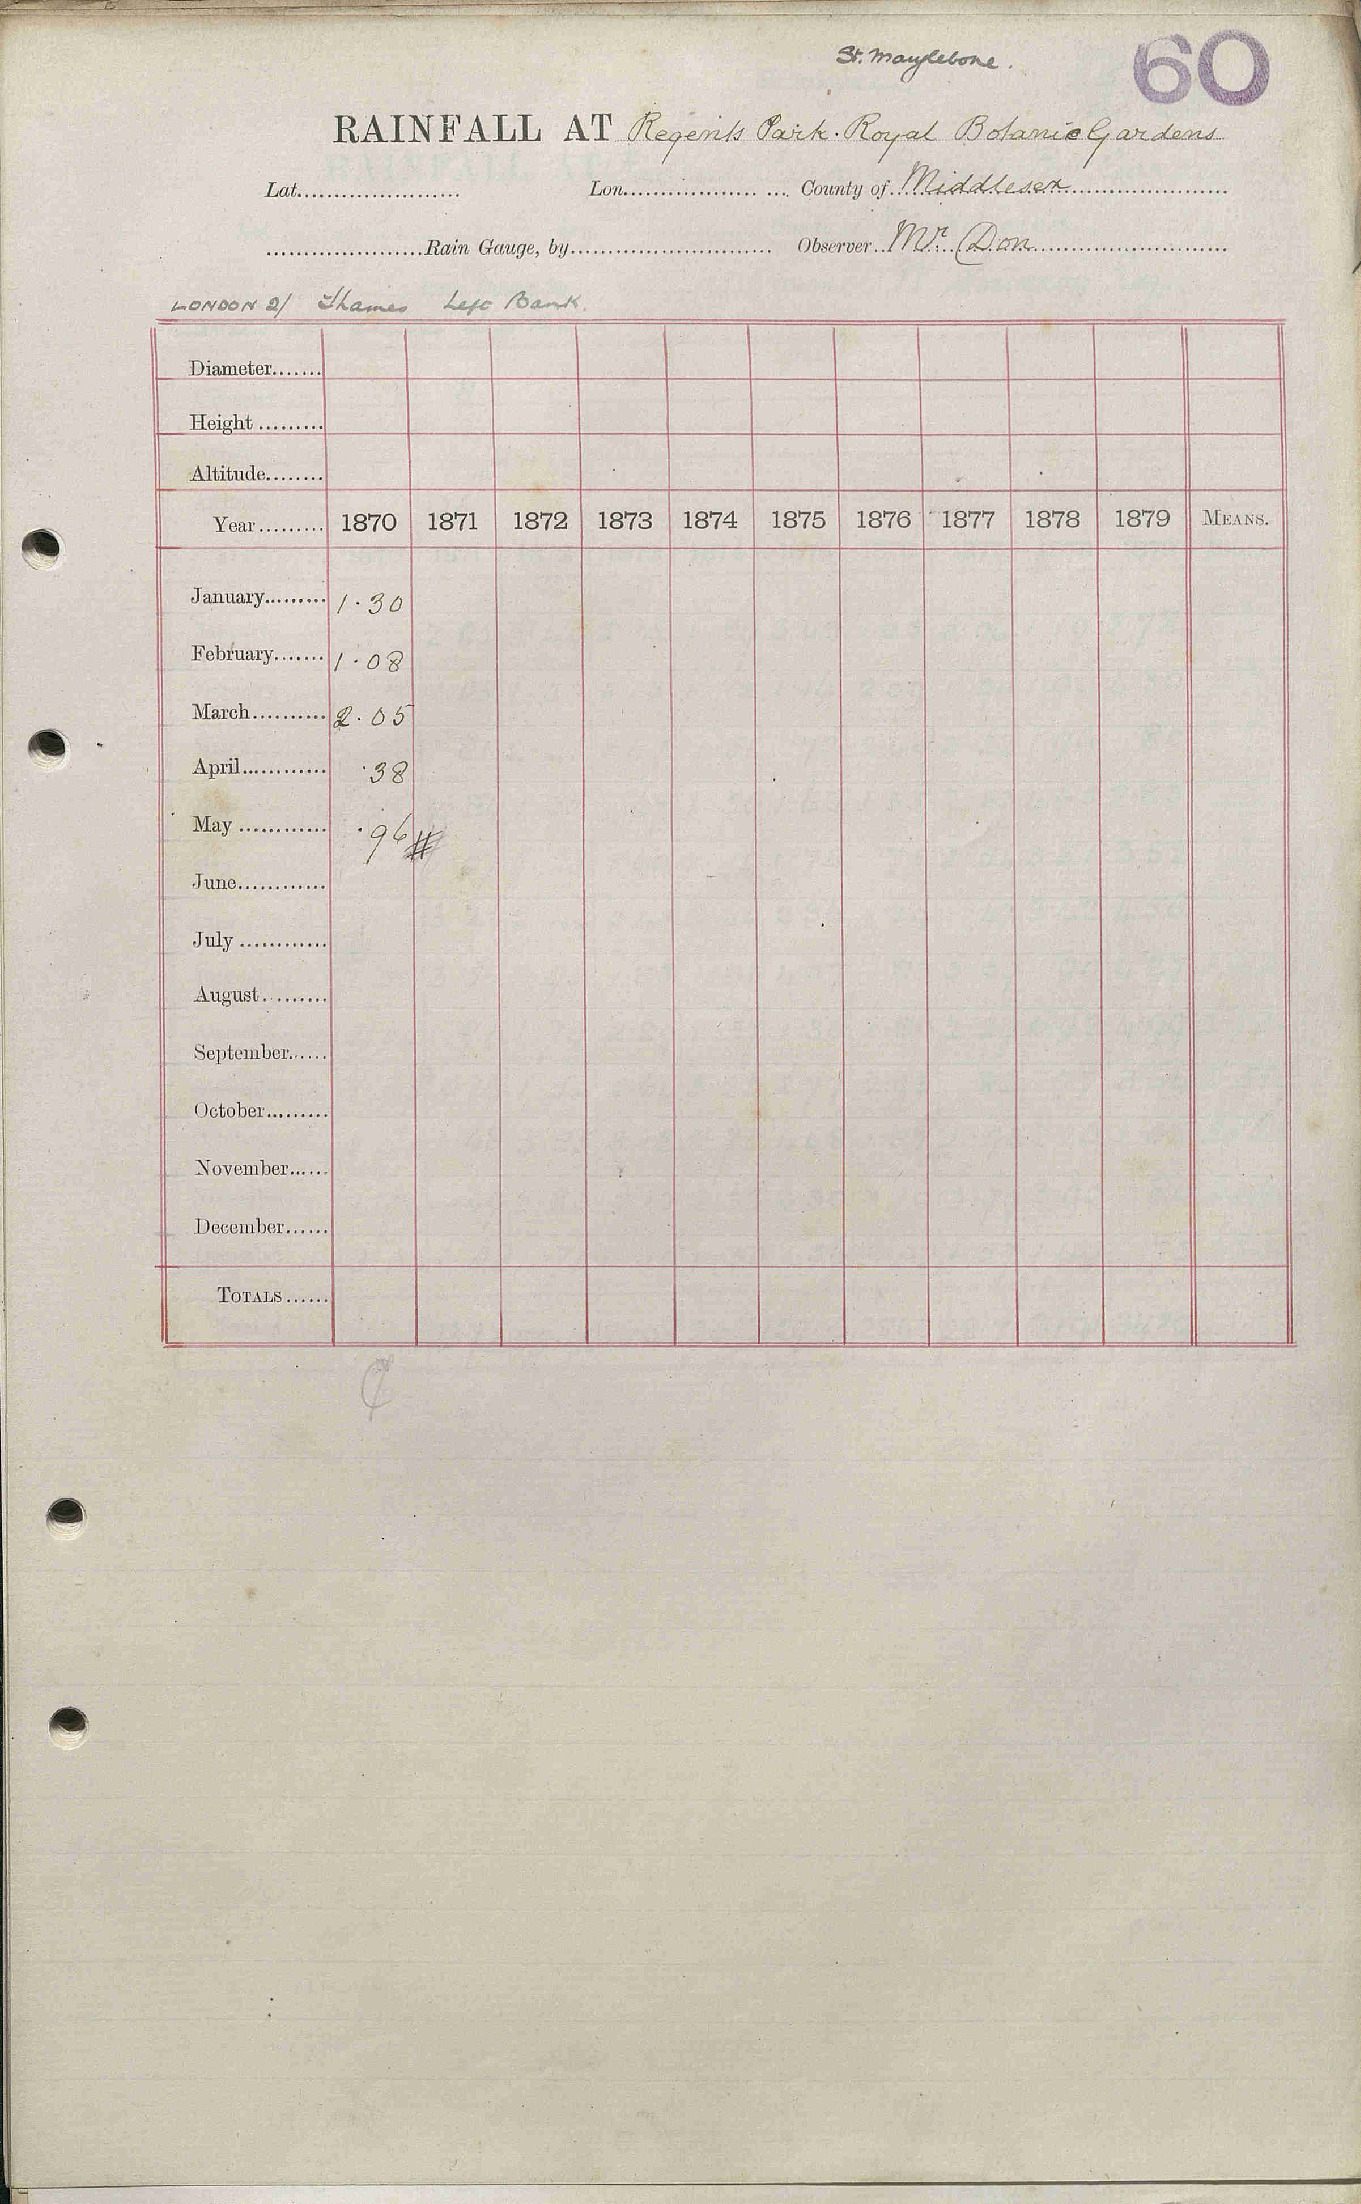 St. Marylebone.
60
RAINFALL AT Regents Park. Royal Botanic Gardens
Lat...................... Lon...................... County of Middlesex
......................Rain Gauge, by........................... Observer Mr. Don
LONDON 2/ Thames Left Bank.
Diameter.......
Height.........
Altitude........
Year......... 1870 1871 1872 1873 1874 1875 1876 1877 1878 1879 MEANS.
January......... 1.30
February....... 1.08
March.......... 2.05
April............ .38
May............ .96 #
June............
July............
August.........
September......
October.........
November......
December......
TOTALS......